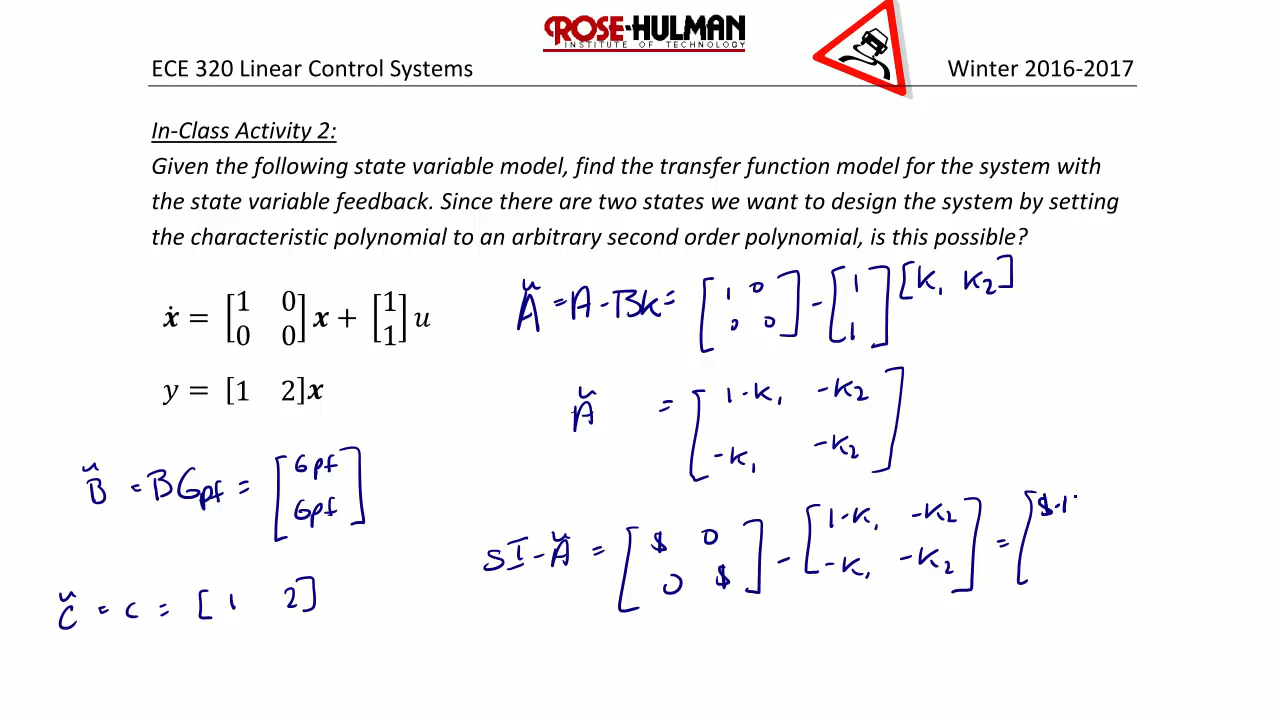 ROSE-HULMAN
INSTITUTE OF TECHNOLOGY
ECE 320 Linear Control Systems Winter 2016-2017
In-Class Activity 2:
Given the following state variable model, find the transfer function model for the system with
the state variable feedback. Since there are two states we want to design the system by setting
the characteristic polynomial to an arbitrary second order polynomial, is this possible?
ẋ = [1 0; 0 0] x + [1; 1] u
y = [1 2]x
Ã = A - BK = [1 0; 0 0] - [1; 1] [K₁ K₂]
Ã = [1-K₁ -K₂; -K₁ -K₂]
B̃ = BGpf = [Gpf; Gpf]
SI - Ã = [s 0; 0 s] - [1-K₁ -K₂; -K₁ -K₂] = [s-1
C̃ = C = [1 2]